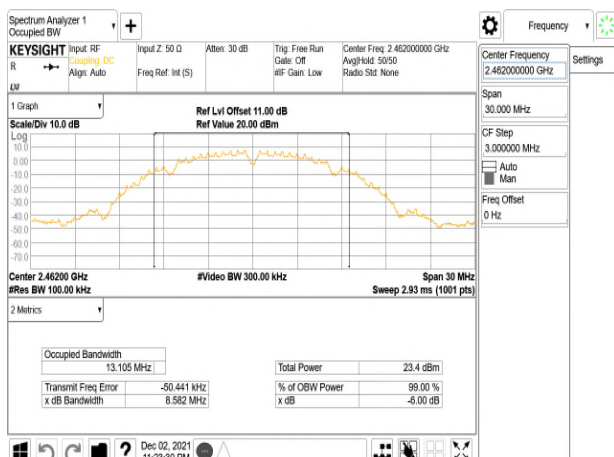 Spectrum Analyzer 1
Occupied BW
Frequency
KEYSIGHT
Input: RF
Coupling: DC
Align: Auto
Input Z: 50 Ω
Freq Ref: Int (S)
Atten: 30 dB
Trig: Free Run
Gate: Off
#IF Gain: Low
Center Freq: 2.462000000 GHz
Avg|Hold: 50/50
Radio Std: None
R
LXI
Center Frequency
2.462000000 GHz
Settings
Span
30.000 MHz
CF Step
3.000000 MHz
Auto
Man
Freq Offset
0 Hz
1 Graph
Ref Lvl Offset 11.00 dB
Scale/Div 10.0 dB
Ref Value 20.00 dBm
Log
10.0
0.00
-10.0
-20.0
-30.0
-40.0
-50.0
-60.0
-70.0
Center 2.46200 GHz
#Video BW 300.00 kHz
Span 30 MHz
#Res BW 100.00 kHz
Sweep 2.93 ms (1001 pts)
2 Metrics
Occupied Bandwidth
13.105 MHz
Total Power 23.4 dBm
Transmit Freq Error -50.441 kHz
% of OBW Power 99.00 %
x dB Bandwidth 8.582 MHz
x dB -6.00 dB
?
Dec 02, 2021